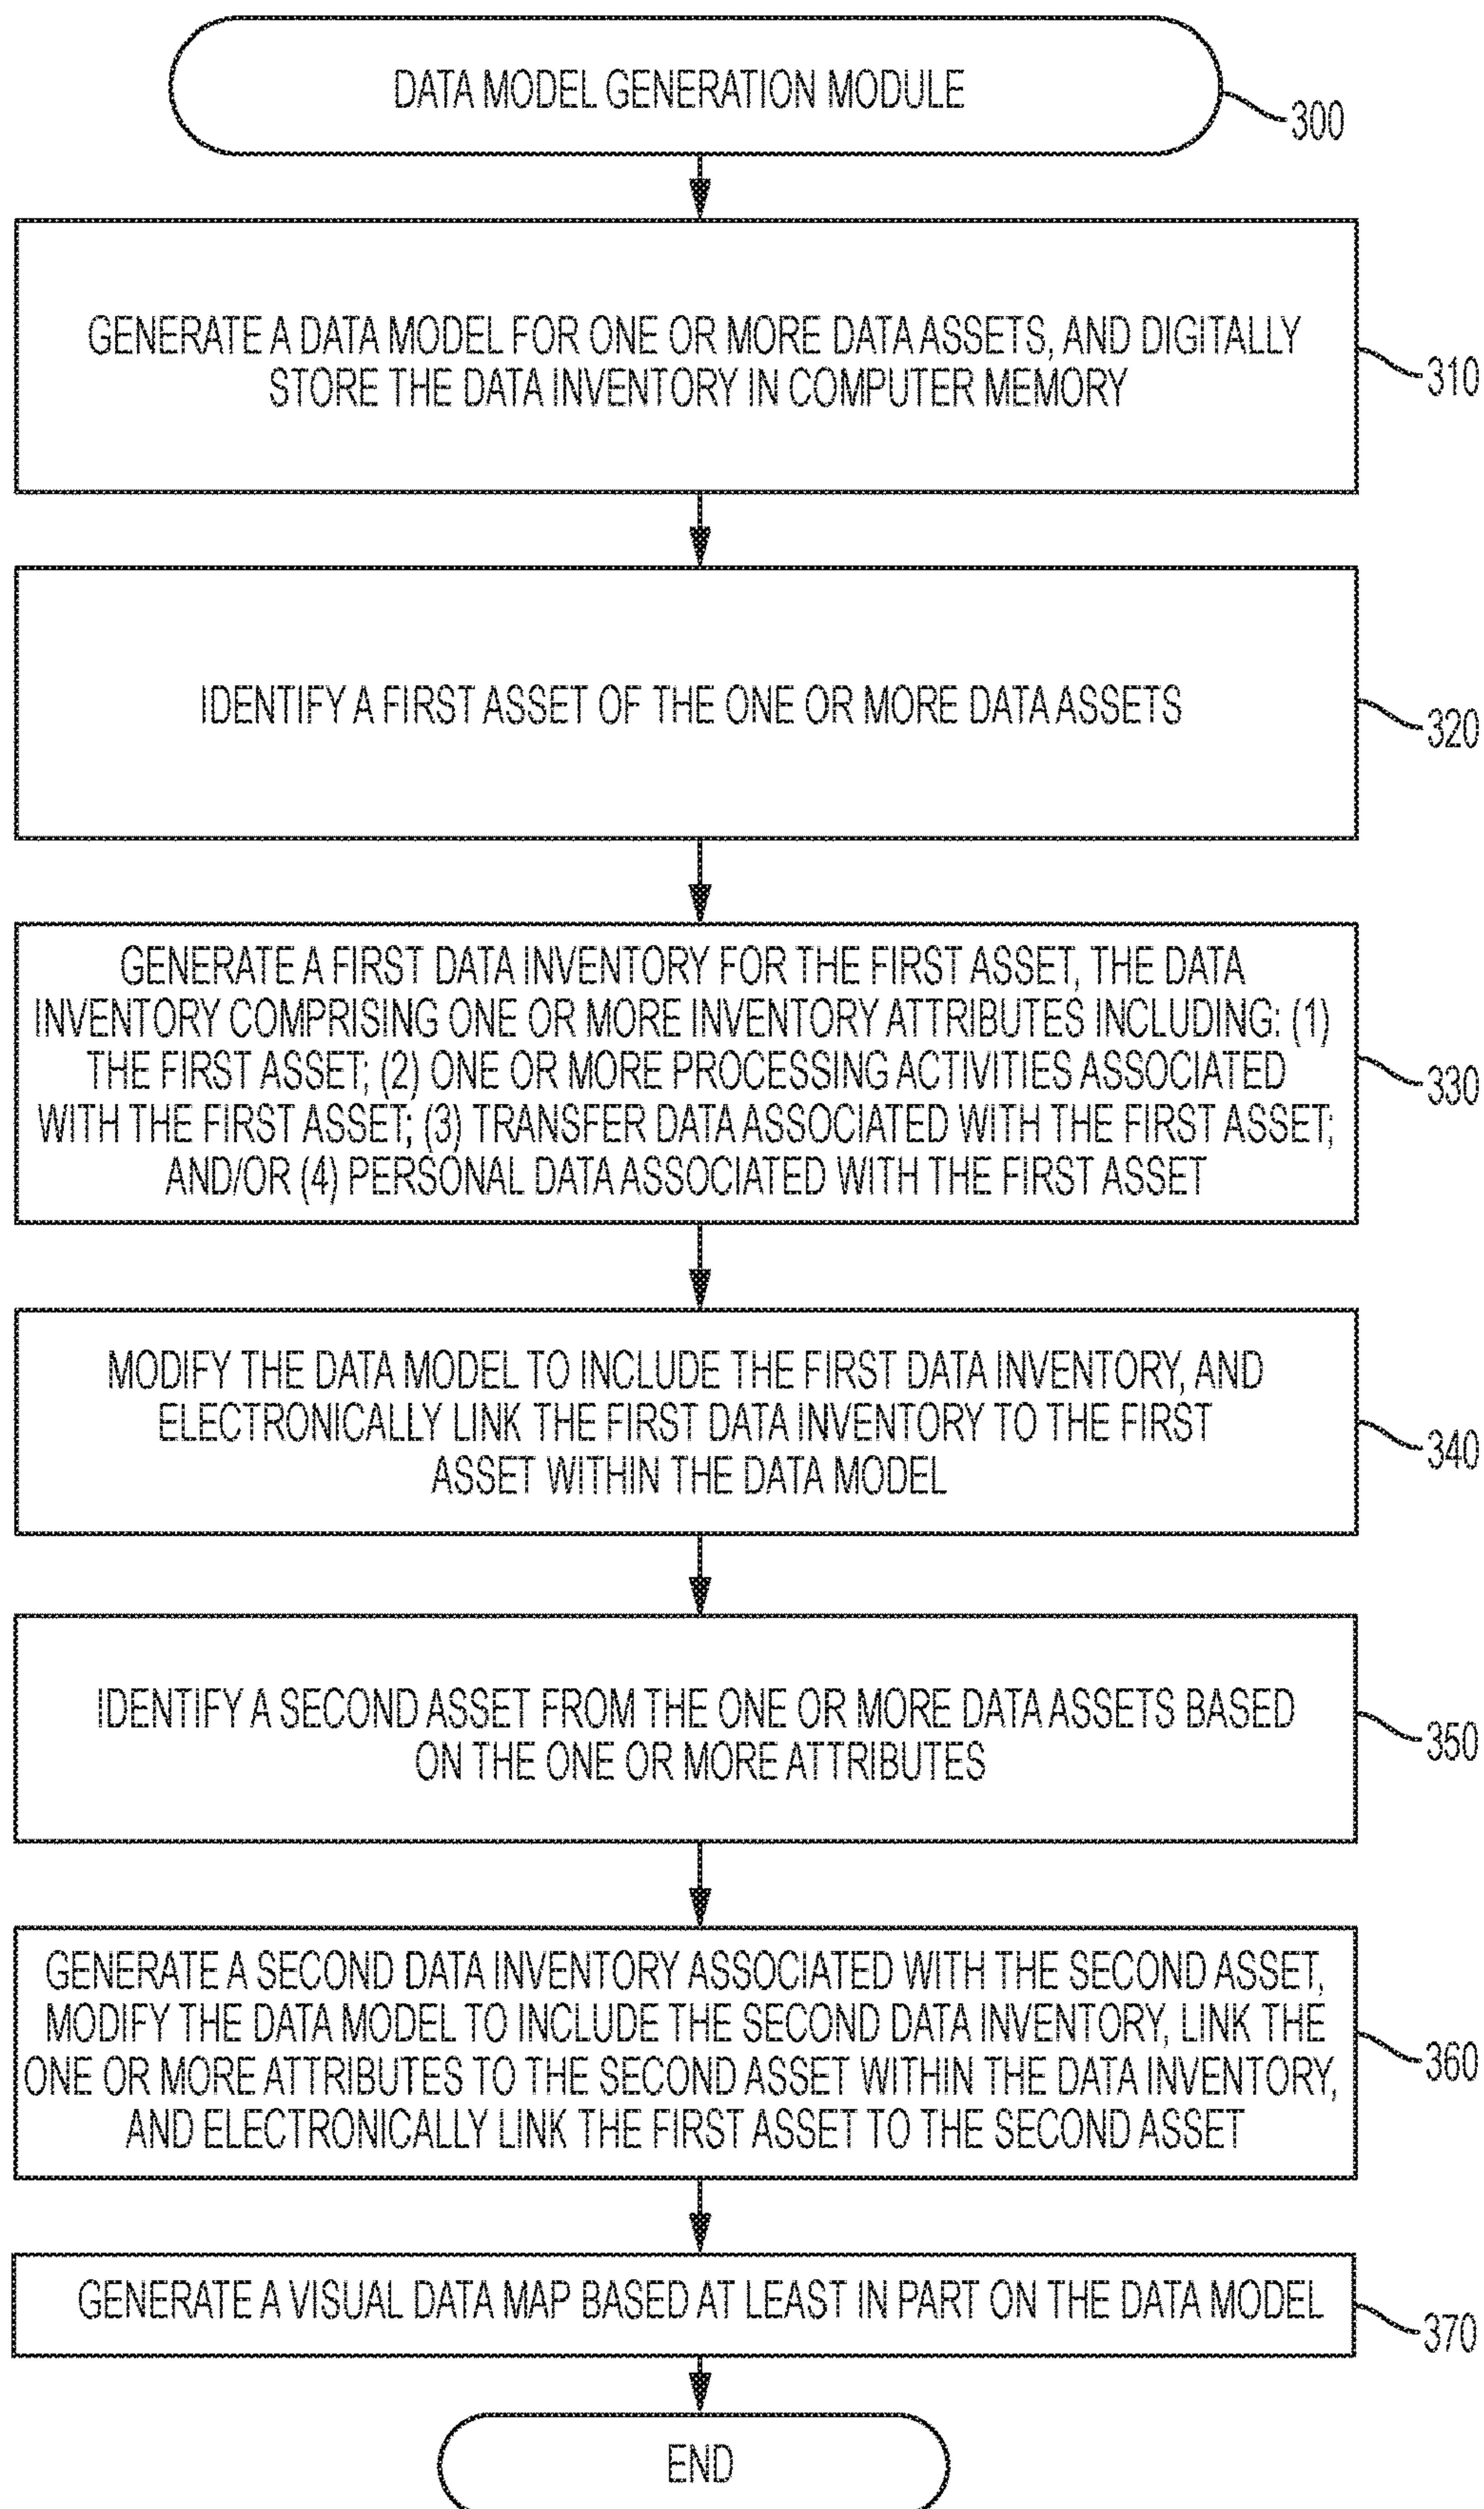 DATA MODEL GENERATION MODULE
300
GENERATE A DATA MODEL FOR ONE OR MORE DATA ASSETS, AND DIGITALLY
STORE THE DATA INVENTORY IN COMPUTER MEMORY
310
IDENTIFY A FIRST ASSET OF THE ONE OR MORE DATA ASSETS
320
GENERATE A FIRST DATA INVENTORY FOR THE FIRST ASSET, THE DATA
INVENTORY COMPRISING ONE OR MORE INVENTORY ATTRIBUTES INCLUDING: (1)
THE FIRST ASSET; (2) ONE OR MORE PROCESSING ACTIVITIES ASSOCIATED
WITH THE FIRST ASSET; (3) TRANSFER DATA ASSOCIATED WITH THE FIRST ASSET;
AND/OR (4) PERSONAL DATA ASSOCIATED WITH THE FIRST ASSET
330
MODIFY THE DATA MODEL TO INCLUDE THE FIRST DATA INVENTORY, AND
ELECTRONICALLY LINK THE FIRST DATA INVENTORY TO THE FIRST
ASSET WITHIN THE DATA MODEL
340
IDENTIFY A SECOND ASSET FROM THE ONE OR MORE DATA ASSETS BASED
ON THE ONE OR MORE ATTRIBUTES
350
GENERATE A SECOND DATA INVENTORY ASSOCIATED WITH THE SECOND ASSET,
MODIFY THE DATA MODEL TO INCLUDE THE SECOND DATA INVENTORY, LINK THE
ONE OR MORE ATTRIBUTES TO THE SECOND ASSET WITHIN THE DATA INVENTORY,
AND ELECTRONICALLY LINK THE FIRST ASSET TO THE SECOND ASSET
360
GENERATE A VISUAL DATA MAP BASED AT LEAST IN PART ON THE DATA MODEL
370
END